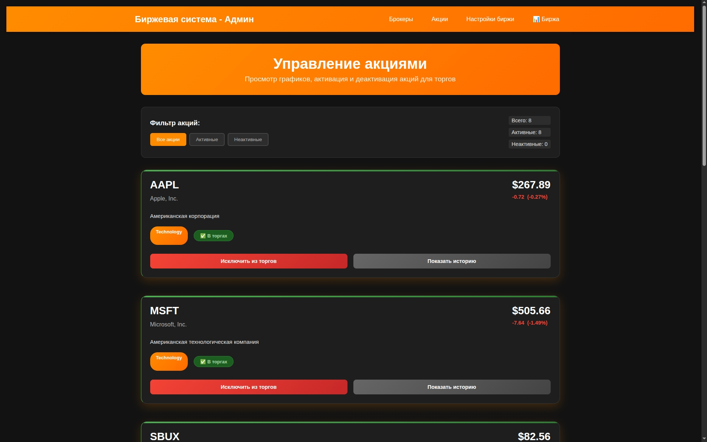 Биржевая система - Админ
Брокеры
Акции
Настройки биржи
📊 Биржа
Управление акциями
Просмотр графиков, активация и деактивация акций для торгов
Фильтр акций:
Все акции
Активные
Неактивные
Всего: 8
Активные: 8
Неактивные: 0
AAPL
$267.89
Apple, Inc.
-0.72 (-0.27%)
Американская корпорация
Technology
✅ В торгах
Исключить из торгов
Показать историю
MSFT
$505.66
Microsoft, Inc.
-7.64 (-1.49%)
Американская технологическая компания
Technology
✅ В торгах
Исключить из торгов
Показать историю
SBUX
$82.56